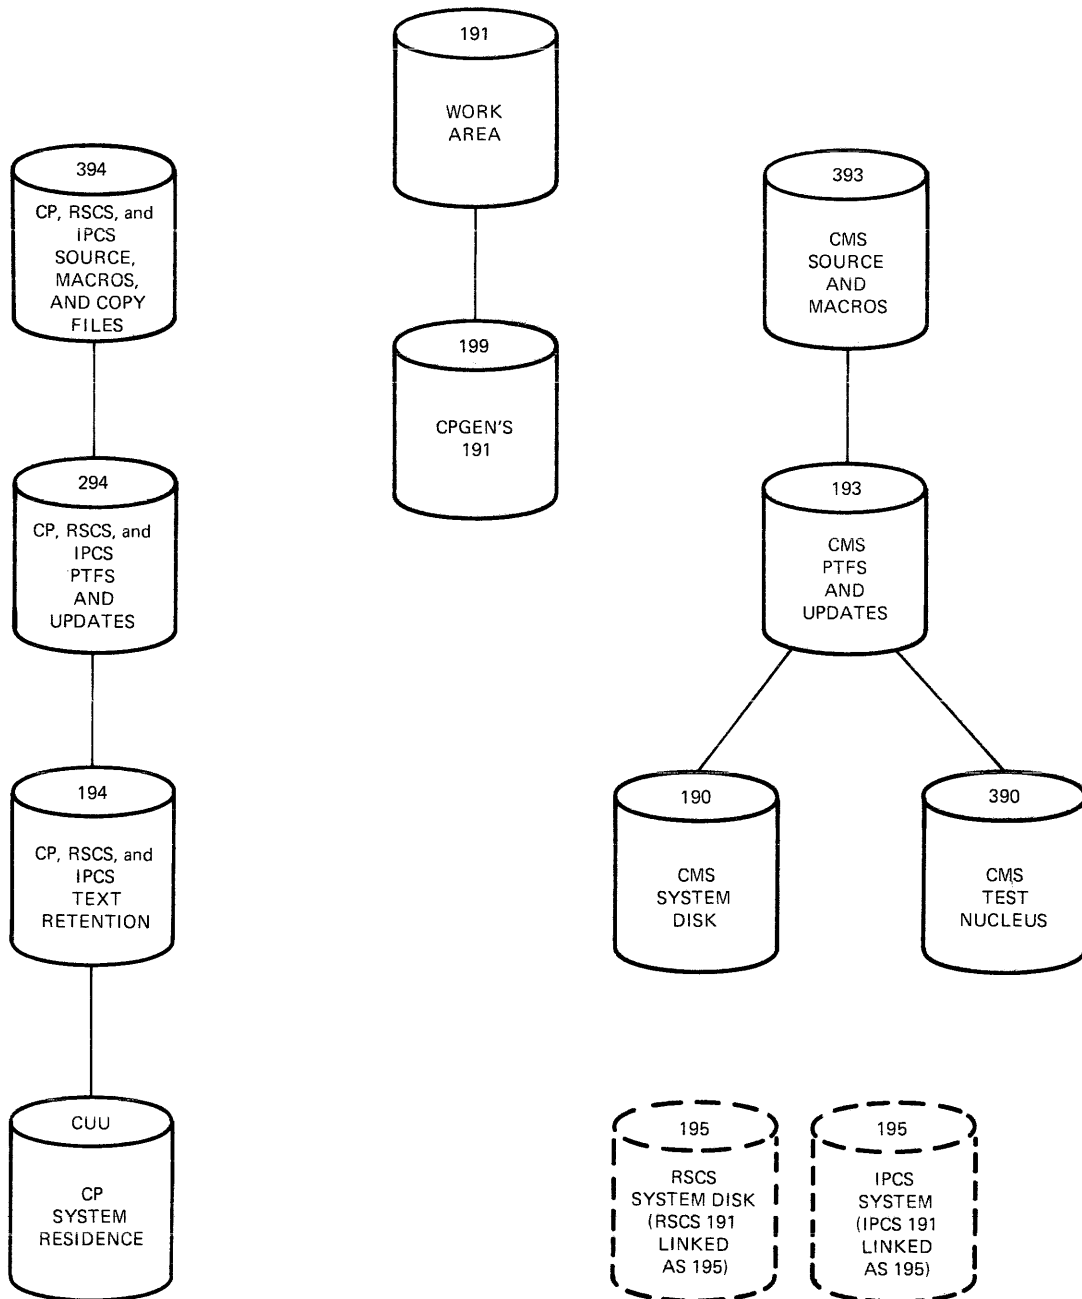 191
WORK
AREA
394
CP, RSCS, and
IPCS
SOURCE,
MACROS,
AND COPY
FILES
393
CMS
SOURCE
AND
MACROS
199
CPGEN'S
191
294
CP, RSCS, and
IPCS
PTFS
AND
UPDATES
193
CMS
PTFS
AND
UPDATES
194
CP, RSCS, and
IPCS
TEXT
RETENTION
190
CMS
SYSTEM
DISK
390
CMS
TEST
NUCLEUS
CUU
CP
SYSTEM
RESIDENCE
195
RSCS
SYSTEM DISK
(RSCS 191
LINKED
AS 195)
195
IPCS
SYSTEM
(IPCS 191
LINKED
AS 195)